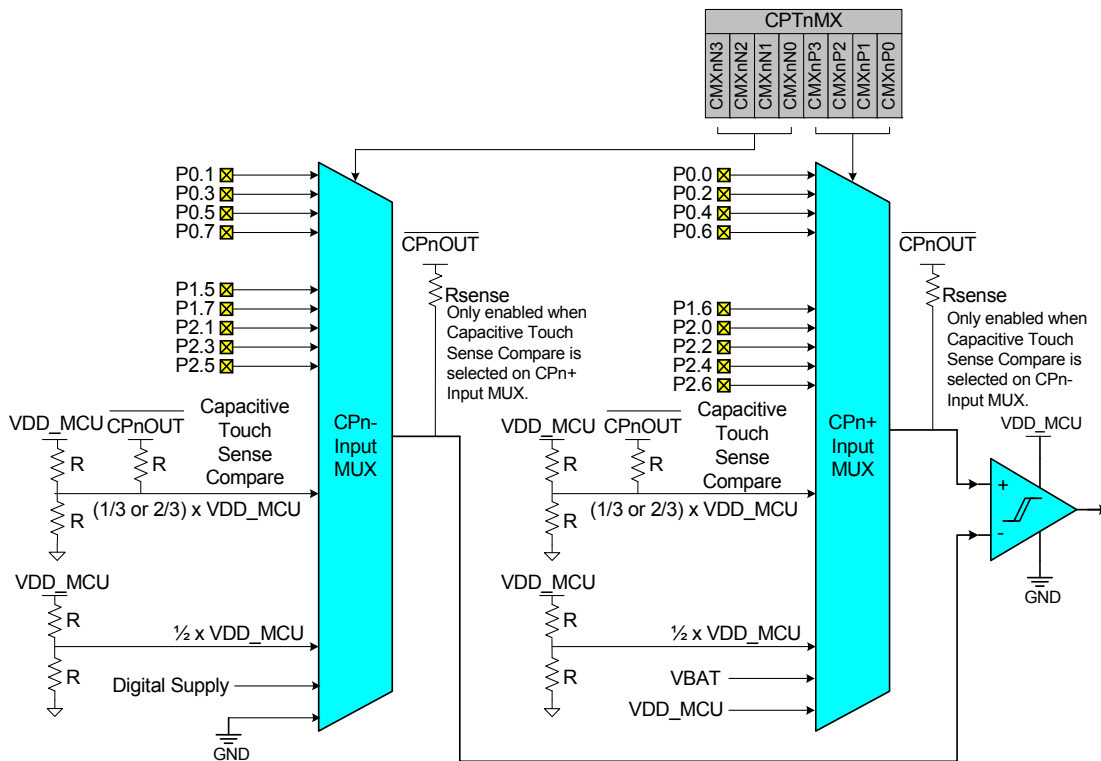 CPTnMX
CMXnN3
CMXnN2
CMXnN1
CMXnN0
CMXnP3
CMXnP2
CMXnP1
CMXnP0
P0.1
P0.3
P0.5
P0.7
P1.5
P1.7
P2.1
P2.3
P2.5
CPnOUT
Rsense
Only enabled when
Capacitive Touch
Sense Compare is
selected on CPn+
Input MUX.
VDD_MCU
CPnOUT
R
R
R
Capacitive
Touch
Sense
Compare
(1/3 or 2/3) x VDD_MCU
VDD_MCU
R
R
½ x VDD_MCU
Digital Supply
GND
CPn-
Input
MUX
P0.0
P0.2
P0.4
P0.6
P1.6
P2.0
P2.2
P2.4
P2.6
CPnOUT
Rsense
Only enabled when
Capacitive Touch
Sense Compare is
selected on CPn-
Input MUX.
VDD_MCU
CPnOUT
R
R
R
Capacitive
Touch
Sense
Compare
(1/3 or 2/3) x VDD_MCU
VDD_MCU
R
R
½ x VDD_MCU
VBAT
VDD_MCU
CPn+
Input
MUX
VDD_MCU
+
-
GND